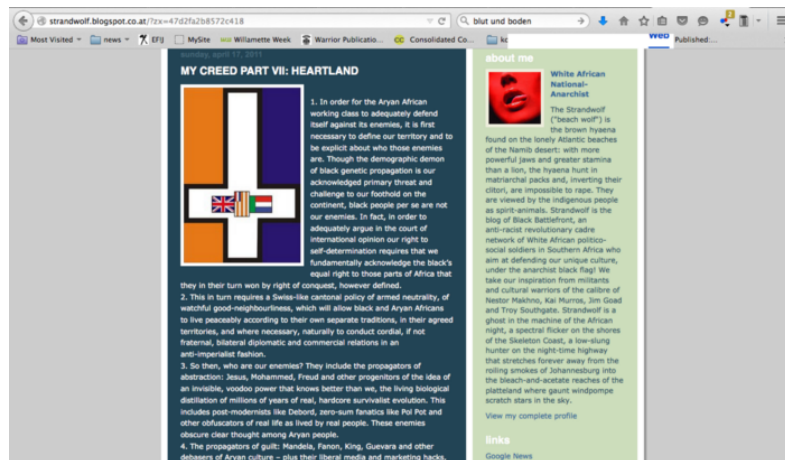 strandwolf.blogspot.co.at/?zx=47d2fa2b8572c418
blut und boden
Most Visited
news
EFIJ
MySite
Willamette Week
Warrior Publicatio...
Consolidated Co...
Published:...
sunday, april 17, 2011
MY CREED PART VII: HEARTLAND
1. In order for the Aryan African
working class to adequately defend
itself against its enemies, it is first
necessary to define our territory and to
be explicit about who those enemies
are. Though the demographic demon
of black genetic propagation is our
acknowledged primary threat and
challenge to our foothold on the
continent, black people per se are not
our enemies. In fact, in order to
adequately argue in the court of
international opinion our right to
self-determination requires that we
fundamentally acknowledge the black's
equal right to those parts of Africa that
they in their turn won by right of conquest, however defined.
2. This in turn requires a Swiss-like cantonal policy of armed neutrality, of
watchful good-neighbourliness, which will allow black and Aryan Africans
to live peaceably according to their own separate traditions, in their agreed
territories, and where necessary, naturally to conduct cordial, if not
fraternal, bilateral diplomatic and commercial relations in an
anti-imperialist fashion.
3. So then, who are our enemies? They include the propagators of
abstraction: Jesus, Mohammed, Freud and other progenitors of the idea of
an invisible, voodoo power that knows better than we, the living biological
distillation of millions of years of real, hardcore survivalist evolution. This
includes post-modernists like Debord, zero-sum fanatics like Pol Pot and
other obfuscators of real life as lived by real people. These enemies
obscure clear thought among Aryan people.
4. The propagators of guilt: Mandela, Fanon, King, Guevara and other
debasers of Aryan culture – plus their liberal media and marketing hacks.
about me
White African
National-
Anarchist
The Strandwolf
("beach wolf") is
the brown hyaena
found on the lonely Atlantic beaches
of the Namib desert: with more
powerful jaws and greater stamina
than a lion, the hyaena hunt in
matriarchal packs and, inverting their
clitori, are impossible to rape. They
are viewed by the indigenous people
as spirit-animals. Strandwolf is the
blog of Black Battlefront, an
anti-racist revolutionary cadre
network of White African politico-
social soldiers in Southern Africa who
aim at defending our unique culture,
under the anarchist black flag! We
take our inspiration from militants
and cultural warriors of the calibre of
Nestor Makhno, Kai Murros, Jim Goad
and Troy Southgate. Strandwolf is a
ghost in the machine of the African
night, a spectral flicker on the shores
of the Skeleton Coast, a low-slung
hunter on the night-time highway
that stretches forever away from the
rolling smokes of Johannesburg into
the bleach-and-acetate reaches of the
platteland where gaunt windpompe
scratch stars in the sky.
View my complete profile
links
Google News